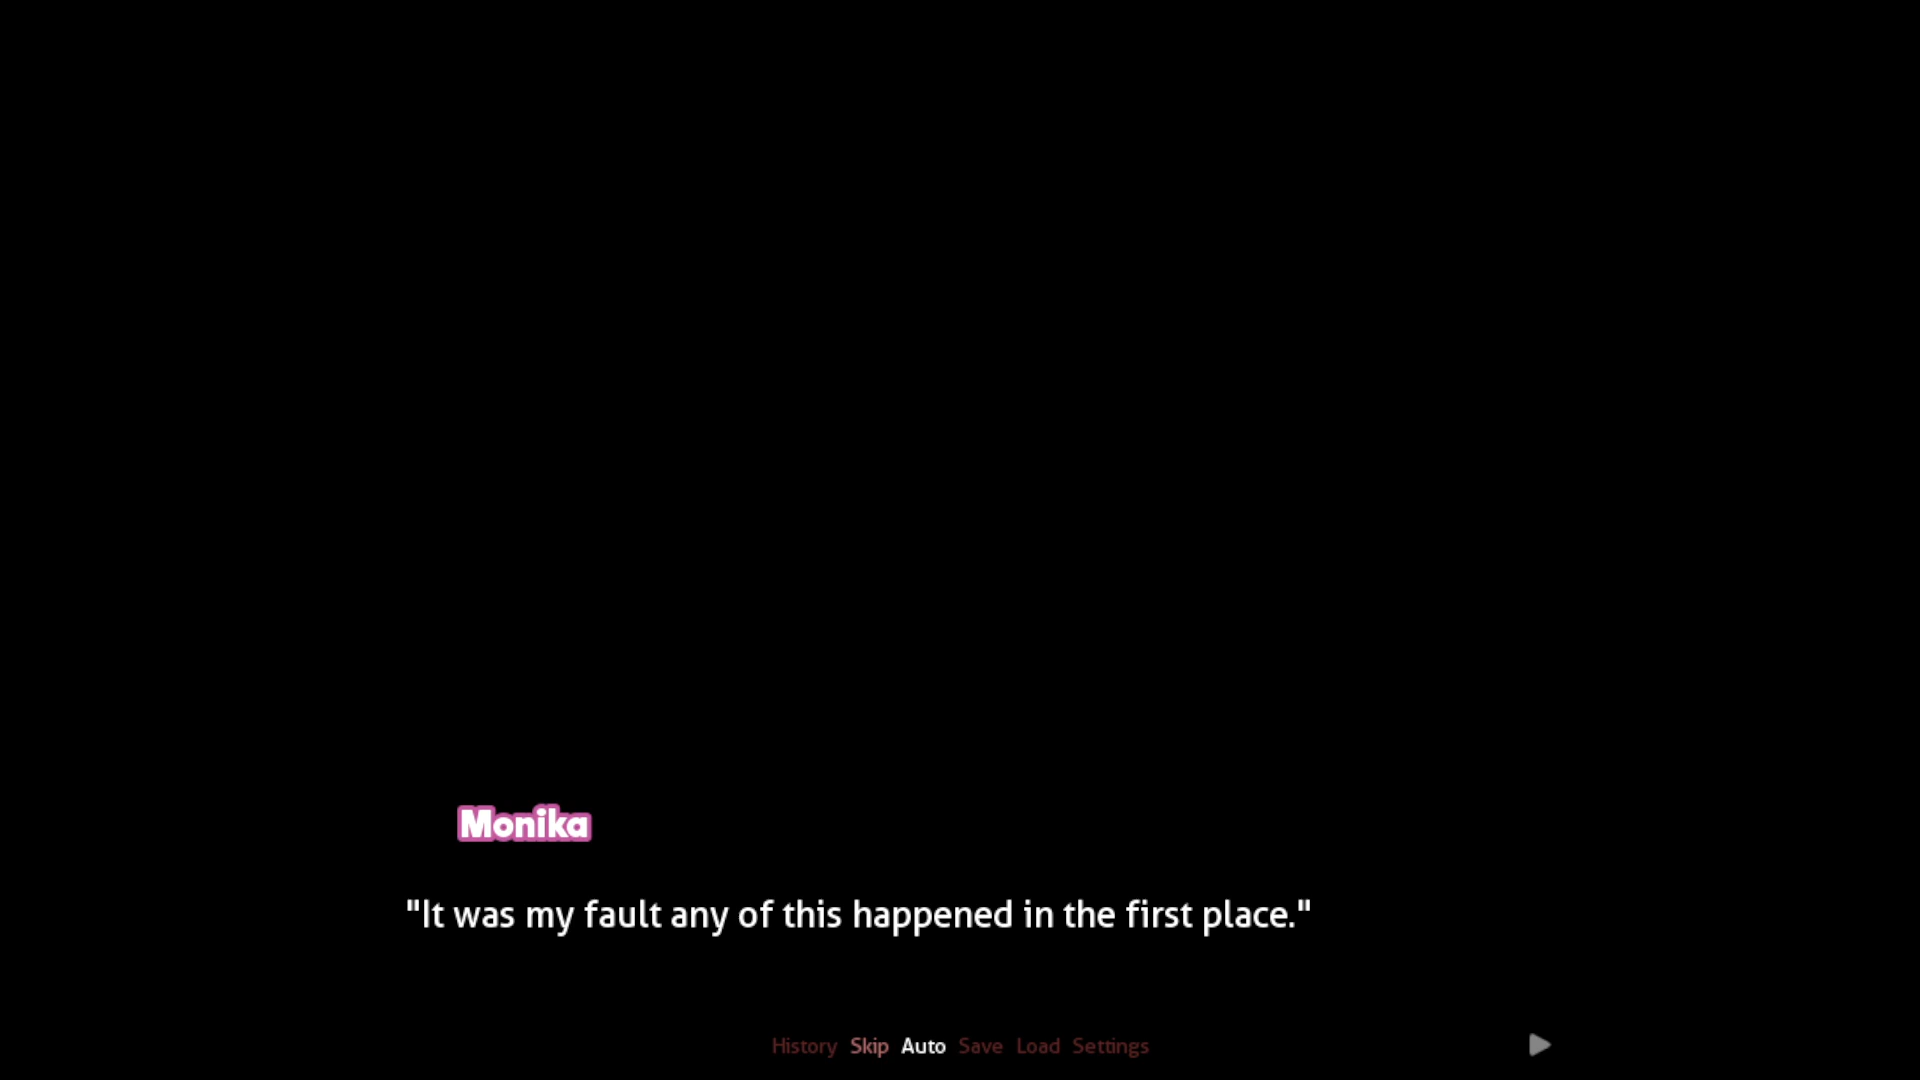 Monika
"It was my fault any of this happened in the first place."
History Skip Auto Save Load Settings